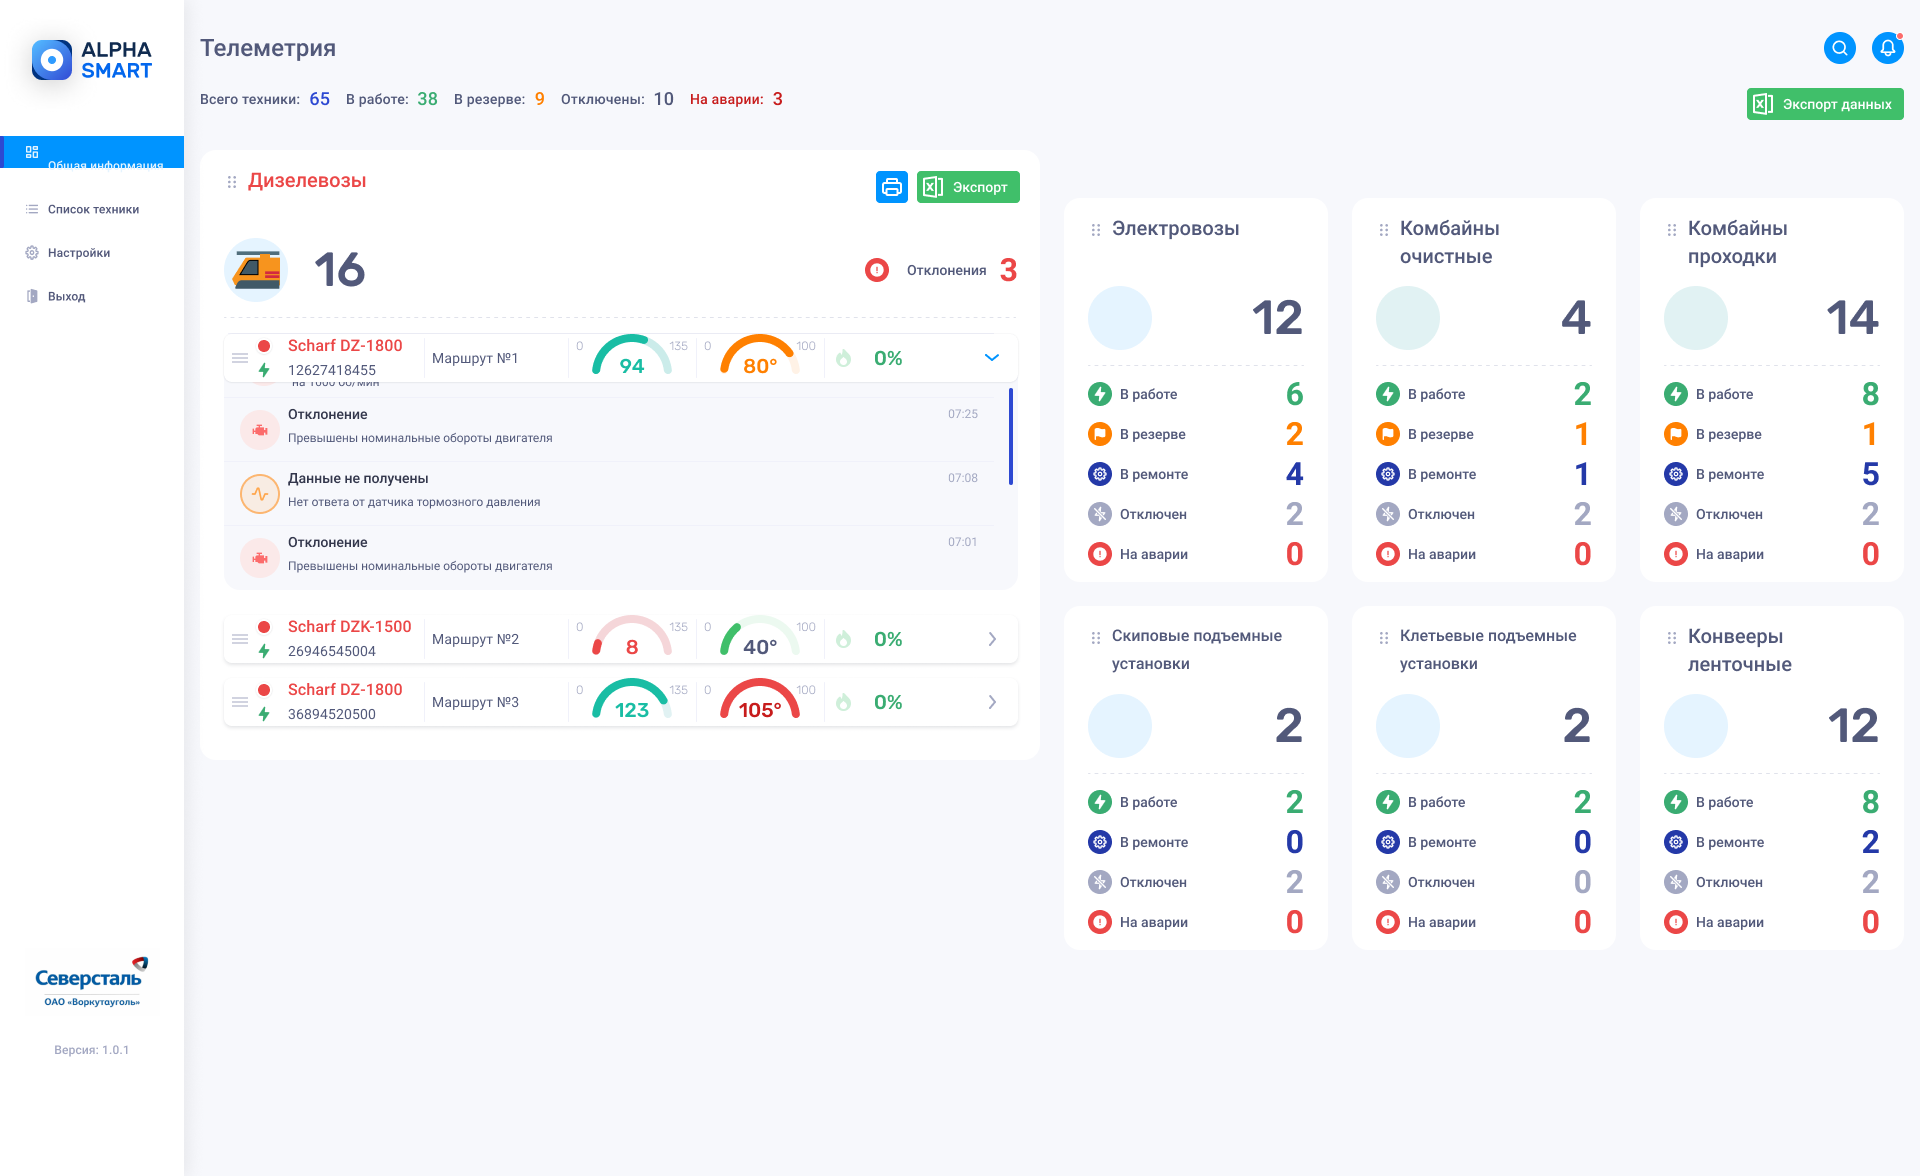 ALPHA
SMART
Общая информация
Список техники
Настройки
Выход
Северсталь
ОАО «Воркутауголь»
Версия: 1.0.1
Телеметрия
Всего техники: 65 В работе: 38 В резерве: 9 Отключены: 10 На аварии: 3
Экспорт данных
Дизелевозы
Экспорт
16
Отклонения 3
Scharf DZ-1800
12627418455
Маршрут №1
0 94 135
0 80° 100
0%
на 1000 об/мин
Отклонение 07:25
Превышены номинальные обороты двигателя
Данные не получены 07:08
Нет ответа от датчика тормозного давления
Отклонение 07:01
Превышены номинальные обороты двигателя
Scharf DZK-1500
26946545004
Маршрут №2
0 8 135
0 40° 100
0%
Scharf DZ-1800
36894520500
Маршрут №3
0 123 135
0 105° 100
0%
Электровозы
12
В работе 6
В резерве 2
В ремонте 4
Отключен 2
На аварии 0
Комбайны
очистные
4
В работе 2
В резерве 1
В ремонте 1
Отключен 2
На аварии 0
Комбайны
проходки
14
В работе 8
В резерве 1
В ремонте 5
Отключен 2
На аварии 0
Скиповые подъемные
установки
2
В работе 2
В ремонте 0
Отключен 2
На аварии 0
Клетьевые подъемные
установки
2
В работе 2
В ремонте 0
Отключен 0
На аварии 0
Конвееры
ленточные
12
В работе 8
В ремонте 2
Отключен 2
На аварии 0